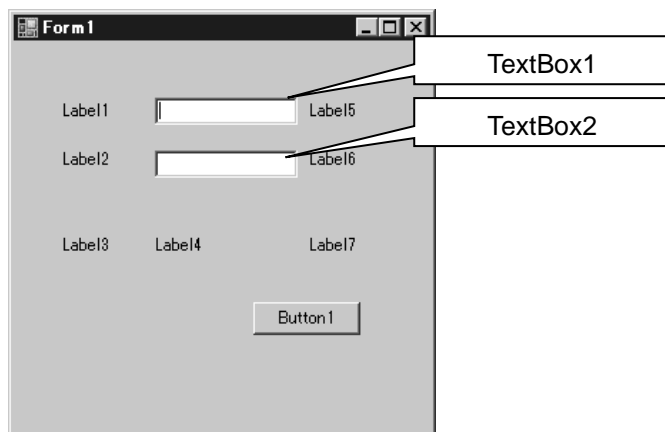 Form1
TextBox1
Label1 Label5
TextBox2
Label2 Label6
Label3 Label4 Label7
Button1